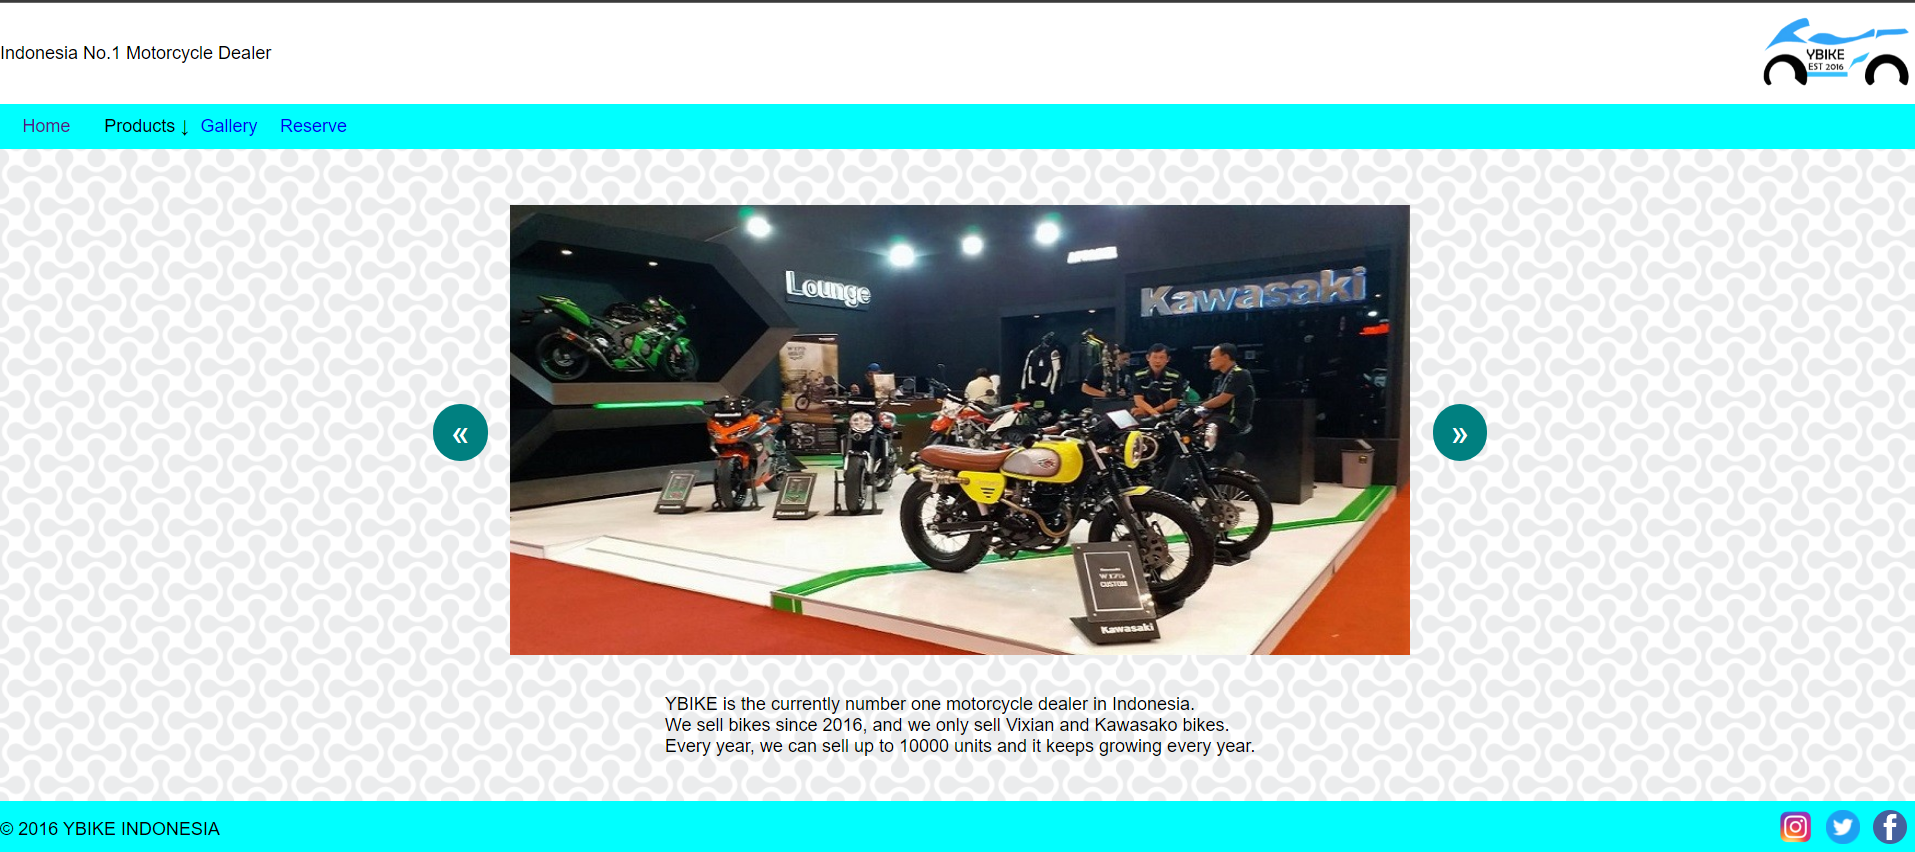 Indonesia No.1 Motorcycle Dealer
YBIKE
EST 2016
Home Products ↓ Gallery Reserve
Lounge
Kawasaki
«
»
W175
CUSTOM
Kawasaki
YBIKE is the currently number one motorcycle dealer in Indonesia.
We sell bikes since 2016, and we only sell Vixian and Kawasako bikes.
Every year, we can sell up to 10000 units and it keeps growing every year.
© 2016 YBIKE INDONESIA